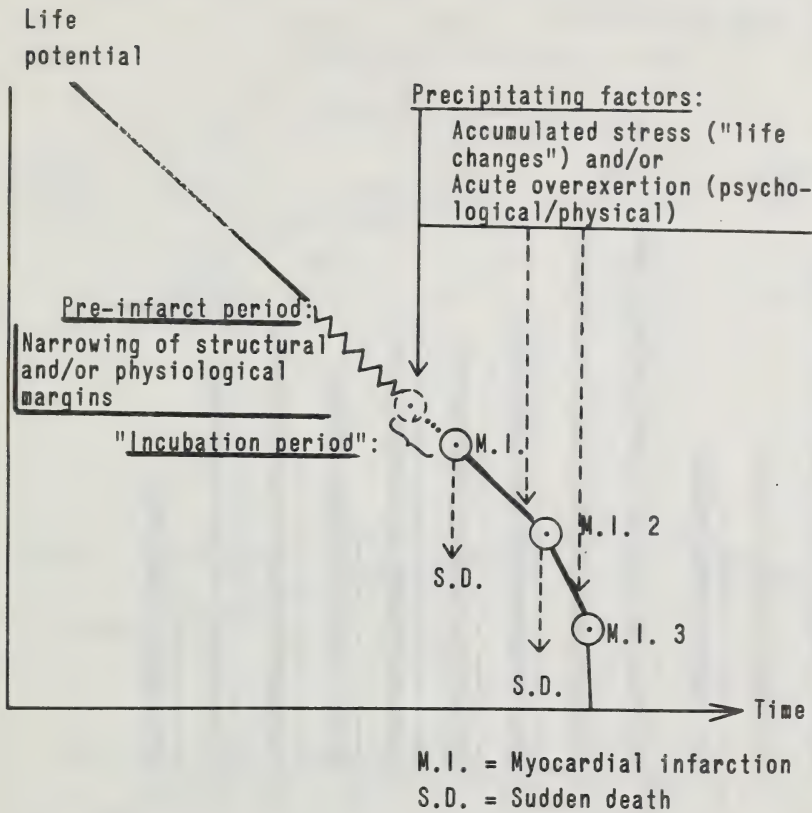 Life
potential
Precipitating factors:
Accumulated stress ("life
changes") and/or
Acute overexertion (psycho-
logical/physical)
Pre-infarct period:
Narrowing of structural
and/or physiological
margins
"Incubation period":
M.I.
S.D.
M.I. 2
S.D.
M.I. 3
Time
M.I. = Myocardial infarction
S.D. = Sudden death